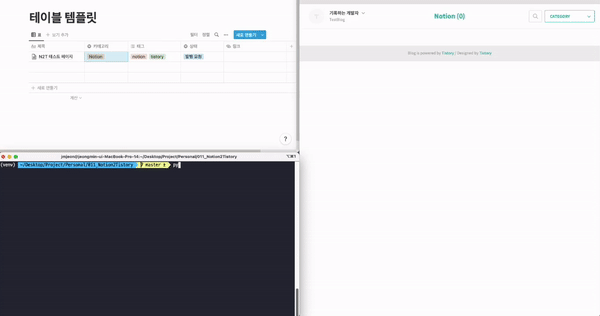 테이블 템플릿
표 + 보기 추가
필터 정렬 새로 만들기
Aa 제목 카테고리 태그 상태 링크
N2T 테스트 페이지 Notion notion tistory 발행 요청
+ 새로 만들기
계산
?
jmjeon@jeongmin-ui-MacBook-Pro-14:~/Desktop/Project/Personal/011_Notion2Tistory
(venv) ~/Desktop/Project/Personal/011_Notion2Tistory master ± py
기록하는 개발자
Notion (0)
CATEGORY
Blog is powered by Tistory / Designed by Tistory